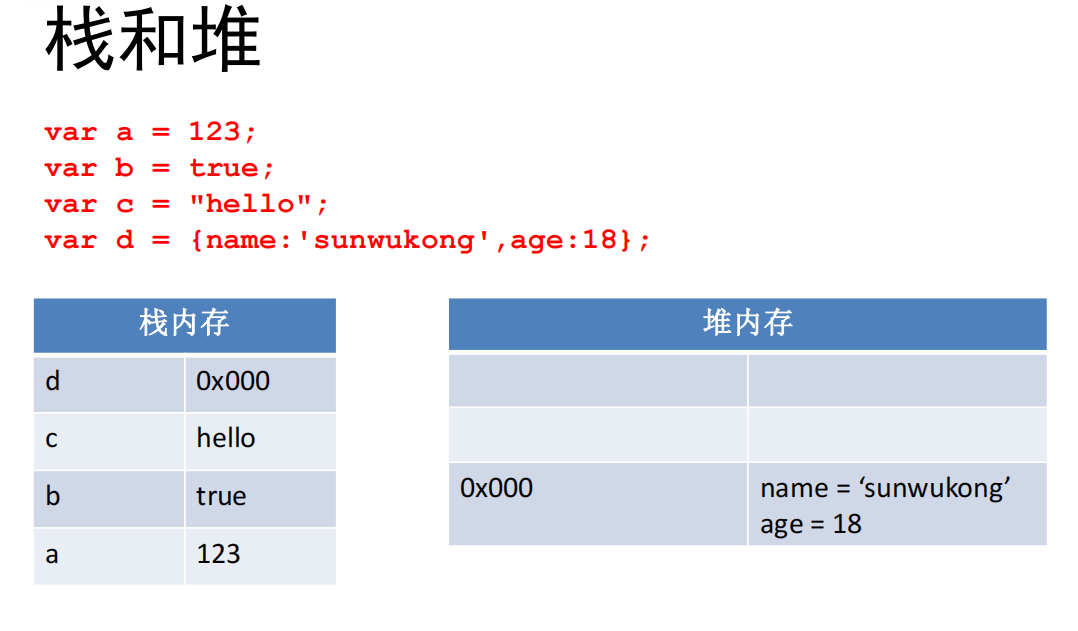 栈和堆
var a = 123;
var b = true;
var c = "hello";
var d = {name:'sunwukong',age:18};
栈内存
d 0x000
c hello
b true
a 123
堆内存
0x000 name = ‘sunwukong’
age = 18